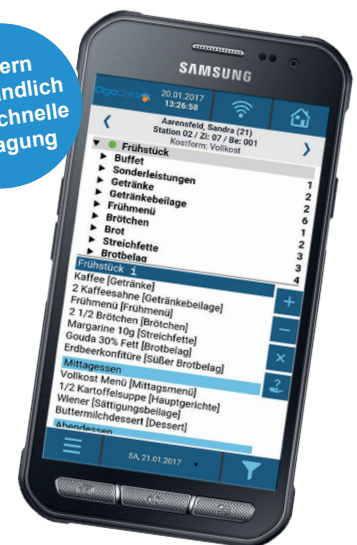 ern
ndlich
chnelle
agung
SAMSUNG
OrgaCard
20.01.2017
13:26:58
Aarensfeld, Sandra (21)
Station 02 / Zi: 07 / Be: 001
Kostform: Vollkost
Frühstück
Buffet 1
Sonderleistungen 2
Getränke 2
Getränkebeilage 6
Frühmenü 1
Brötchen 2
Brot 3
Streichfette 3
Brotbelag 4
Frühstück i
Kaffee [Getränke]
2 Kaffeesahne [Getränkebeilage]
Frühmenü [Frühmenü]
2 1/2 Brötchen [Brötchen]
Margarine 10g [Streichfette]
Gouda 30% Fett [Brotbelag]
Erdbeerkonfitüre [Süßer Brotbelag]
Mittagessen
Vollkost Menü [Mittagsmenü]
1/2 Kartoffelsuppe [Hauptgerichte]
Wiener [Sättigungsbeilage]
Buttermilchdessert [Dessert]
Abendessen
SA, 21.01.2017